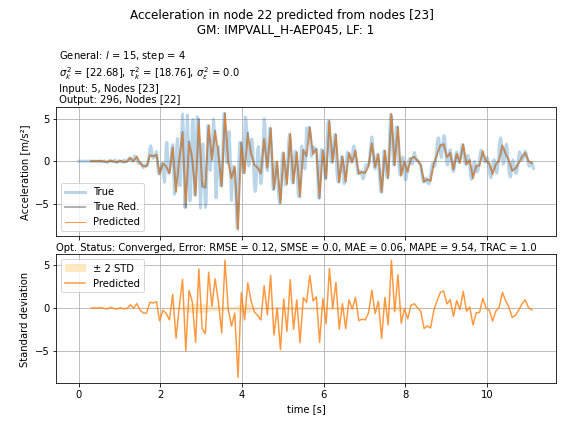 Acceleration in node 22 predicted from nodes [23]
GM: IMPVALL_H-AEP045, LF: 1
General: l = 15, step = 4
σ_k² = [22.68], τ_k² = [18.76], σ_ε² = 0.0
Input: 5, Nodes [23]
Output: 296, Nodes [22]
Acceleration [m/s²]
5
0
−5
True
True Red.
Predicted
Opt. Status: Converged, Error: RMSE = 0.12, SMSE = 0.0, MAE = 0.06, MAPE = 9.54, TRAC = 1.0
Standard deviation
5
0
−5
± 2 STD
Predicted
0 2 4 6 8 10
time [s]